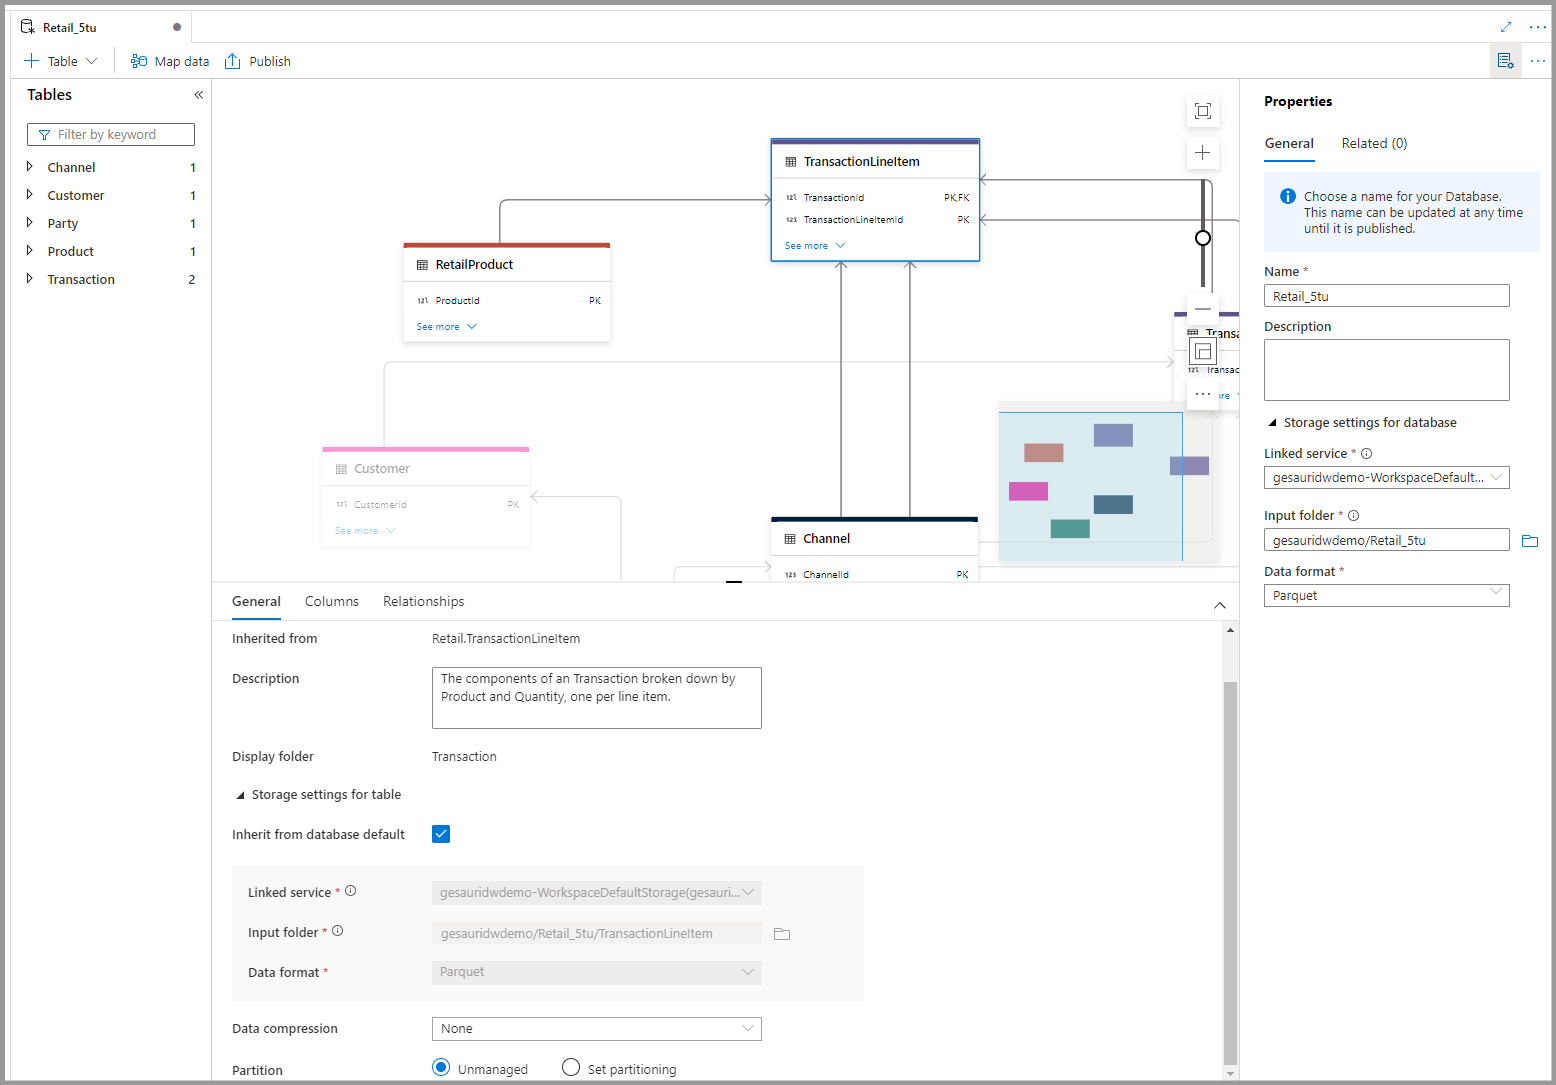 Retail_5tu
Table
Map data
Publish
Tables
Filter by keyword
Channel 1
Customer 1
Party 1
Product 1
Transaction 2
TransactionLineItem
12L TransactionId PK,FK
123 TransactionLineItemId PK
See more
RetailProduct
12L ProductId PK
See more
Transa
12L Transac
re
Customer
12L CustomerId PK
See more
Channel
123 ChannelId PK
General
Columns
Relationships
Inherited from Retail.TransactionLineItem
Description
The components of an Transaction broken down by
Product and Quantity, one per line item.
Display folder Transaction
Storage settings for table
Inherit from database default
Linked service * gesauridwdemo-WorkspaceDefaultStorage(gesauri...
Input folder * gesauridwdemo/Retail_5tu/TransactionLineItem
Data format * Parquet
Data compression None
Partition Unmanaged Set partitioning
Properties
General Related (0)
Choose a name for your Database.
This name can be updated at any time
until it is published.
Name *
Retail_5tu
Description
Storage settings for database
Linked service *
gesauridwdemo-WorkspaceDefault...
Input folder *
gesauridwdemo/Retail_5tu
Data format *
Parquet